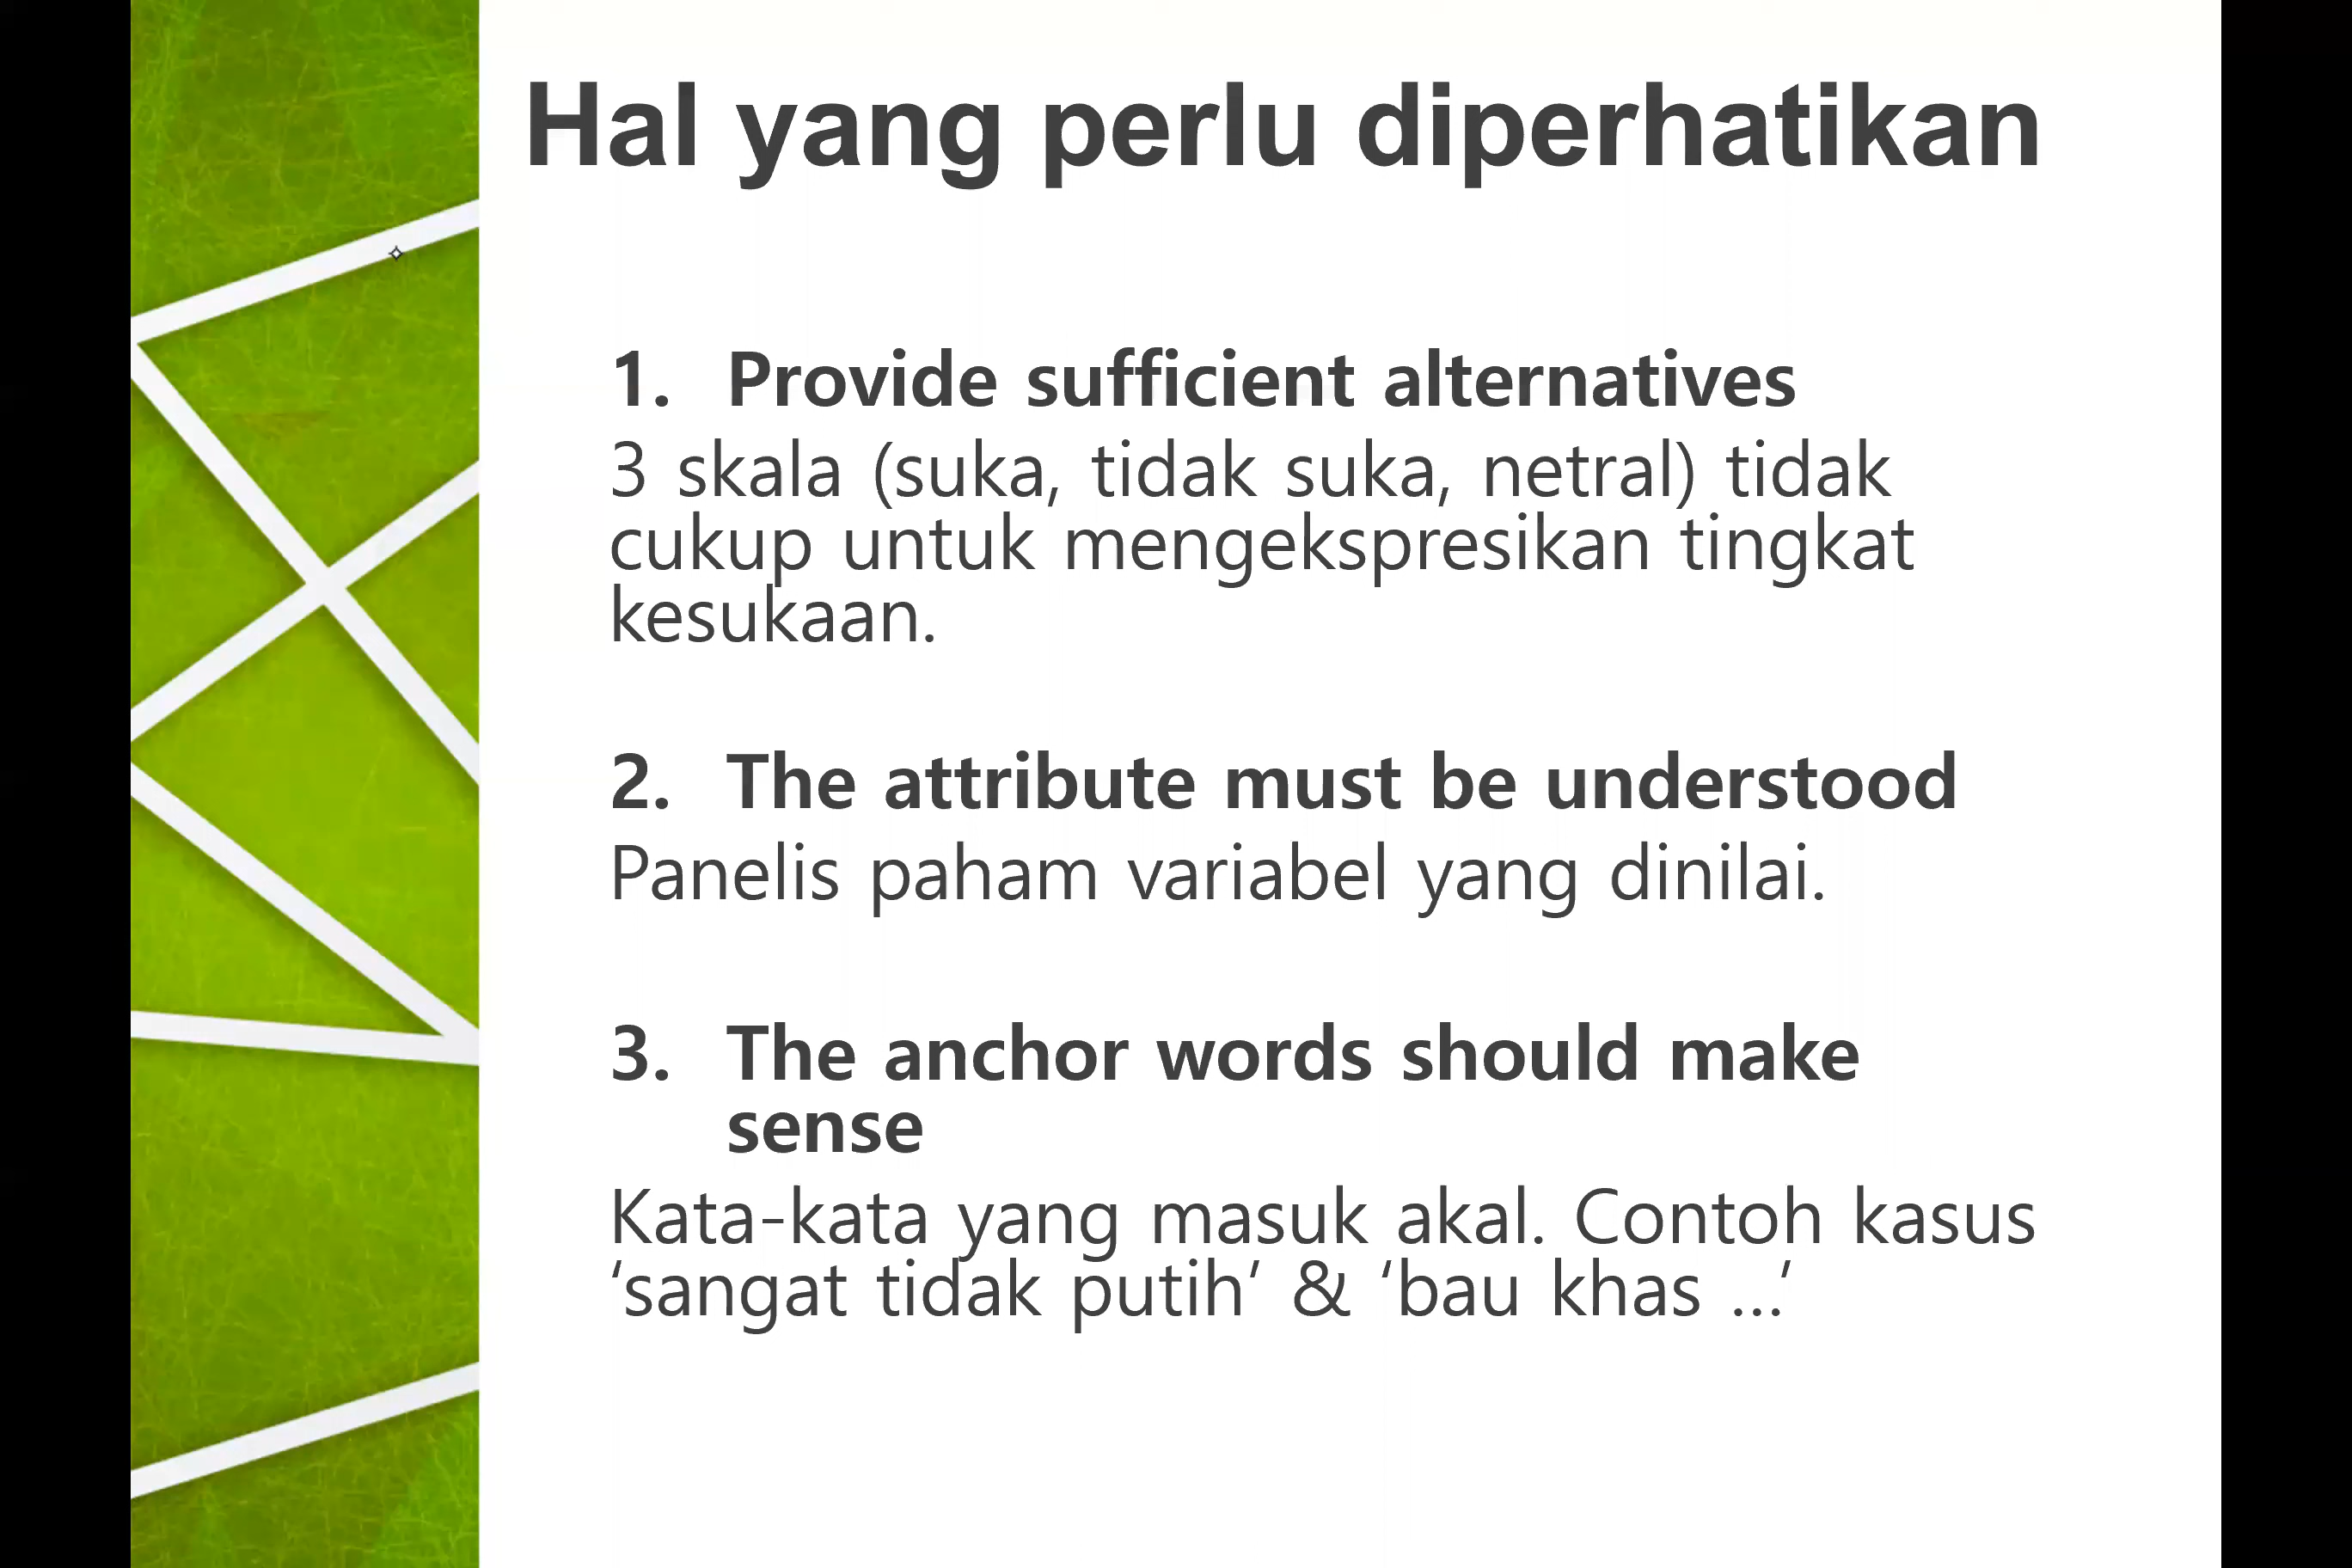 Hal yang perlu diperhatikan
1. Provide sufficient alternatives
3 skala (suka, tidak suka, netral) tidak
cukup untuk mengekspresikan tingkat
kesukaan.
2. The attribute must be understood
Panelis paham variabel yang dinilai.
3. The anchor words should make
sense
Kata-kata yang masuk akal. Contoh kasus
‘sangat tidak putih’ & ‘bau khas ...’